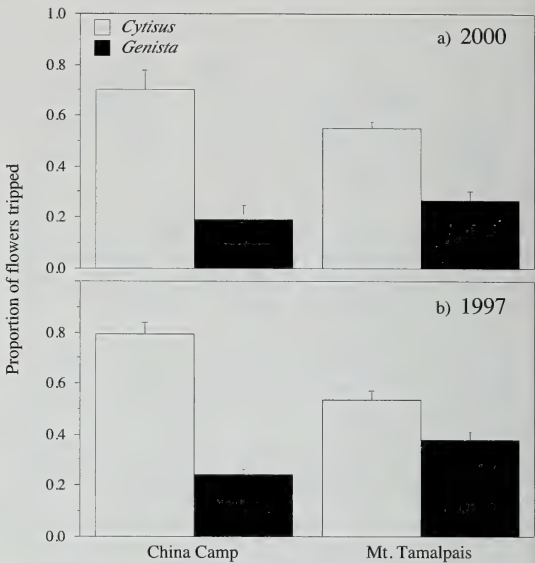 1.0
Cytisus
Genista
a) 2000
0.8
0.6
0.4
0.2
0.0
Proportion of flowers tripped
b) 1997
0.8
0.6
0.4
0.2
0.0
China Camp
Mt. Tamalpais